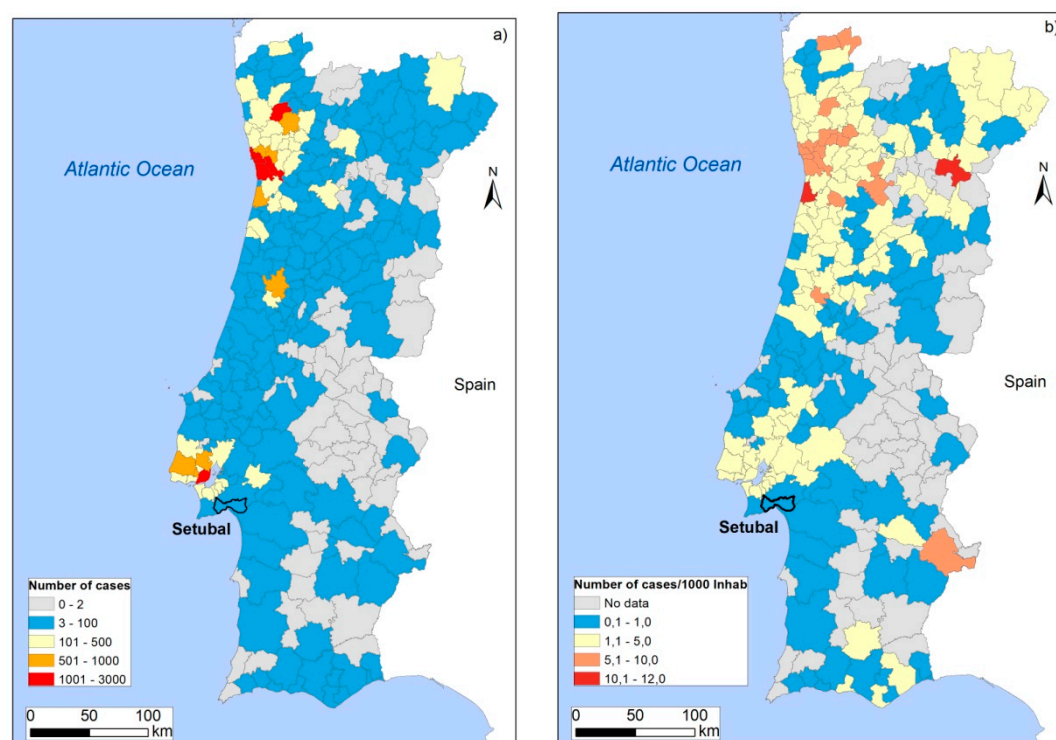 a)
Atlantic Ocean
N
Spain
Setubal
Number of cases
0 - 2
3 - 100
101 - 500
501 - 1000
1001 - 3000
0 50 100
km
b)
Atlantic Ocean
N
Spain
Setubal
Number of cases/1000 Inhab
No data
0,1 - 1,0
1,1 - 5,0
5,1 - 10,0
10,1 - 12,0
0 50 100
km